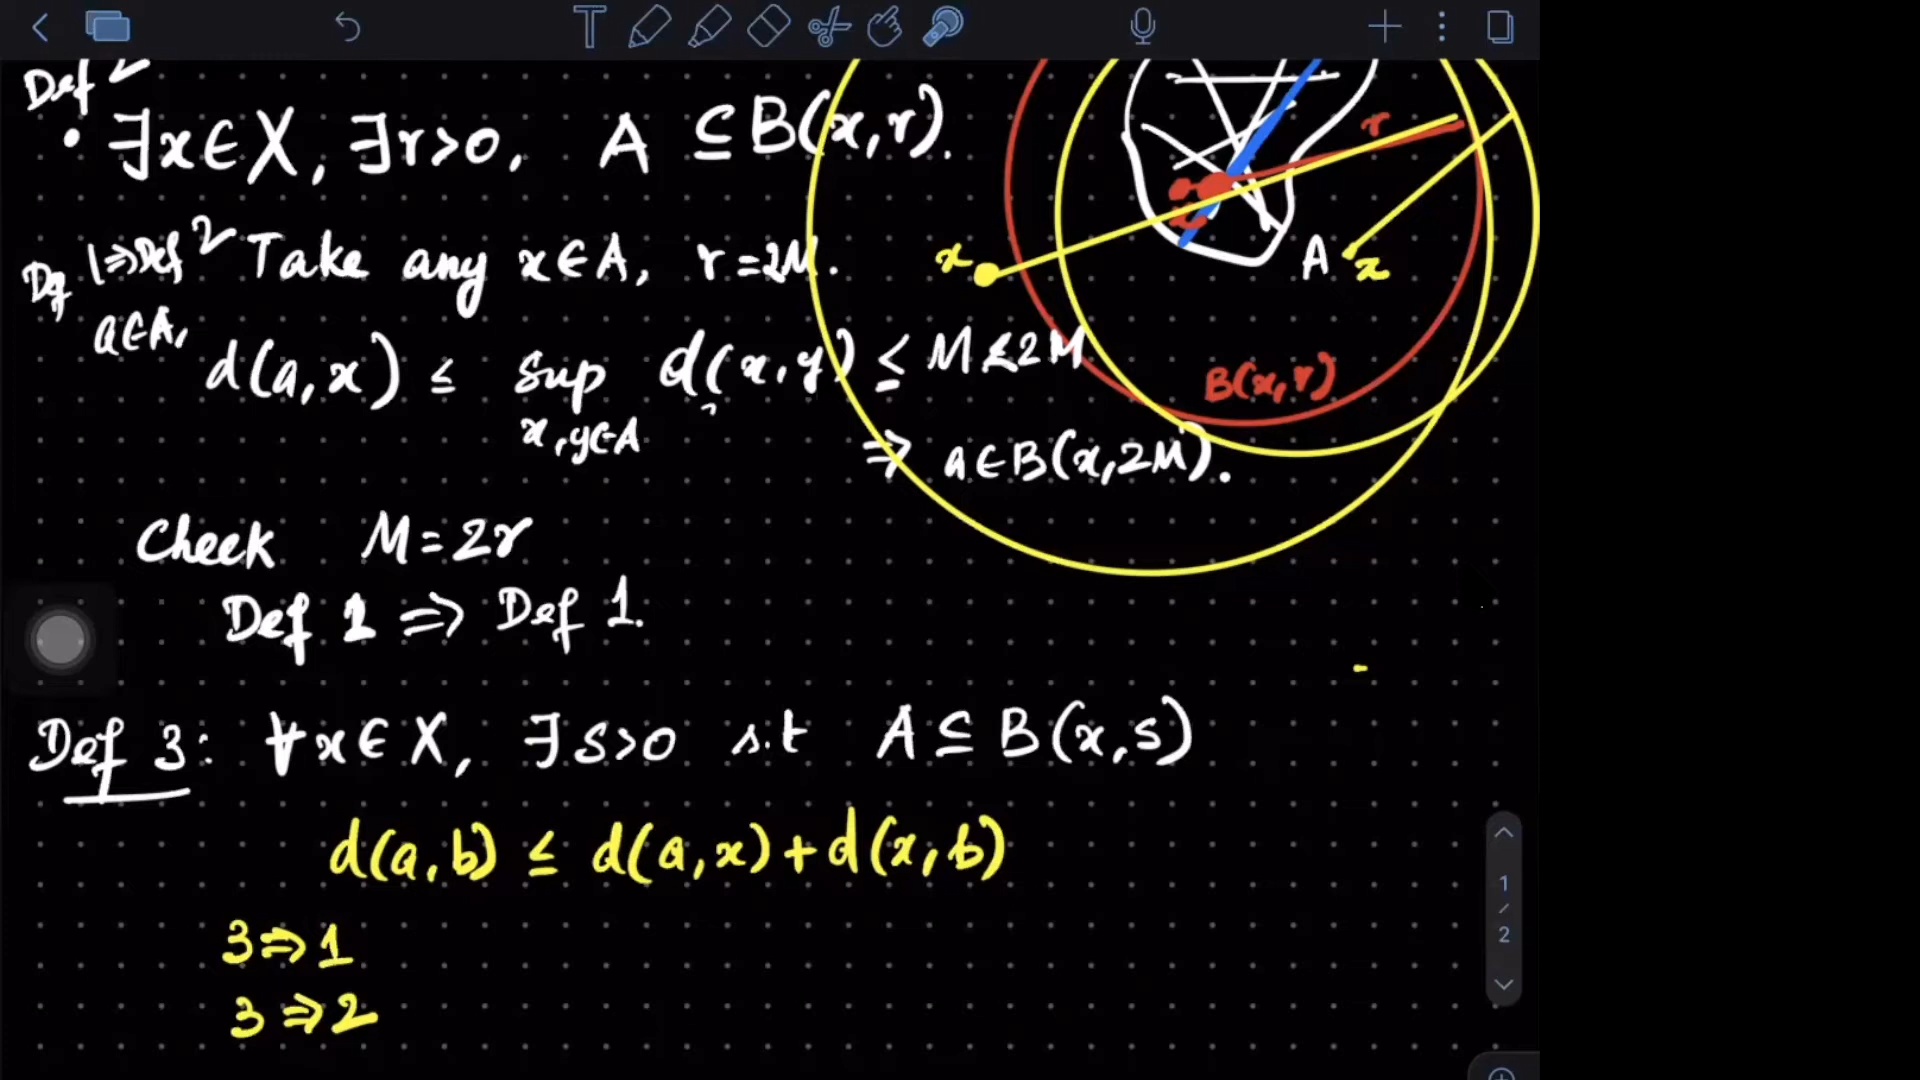 Def 2
• ∃x∈X, ∃r>0, A ⊆ B(x,r).
Def 1⇒Def 2 Take any x∈A, r=2M.
a∈A,
d(a,x) ≤ sup d(x,y) ≤ M ≤ 2M
x,y∈A
⇒ a∈B(x,2M).
r
x
A
x
B(x,r)
Check M=2r
Def 2 ⇒ Def 1.
Def 3: ∀x∈X, ∃s>0 s.t A⊆B(x,s)
d(a,b) ≤ d(a,x)+d(x,b)
3⇒1
3⇒2
1
/
2